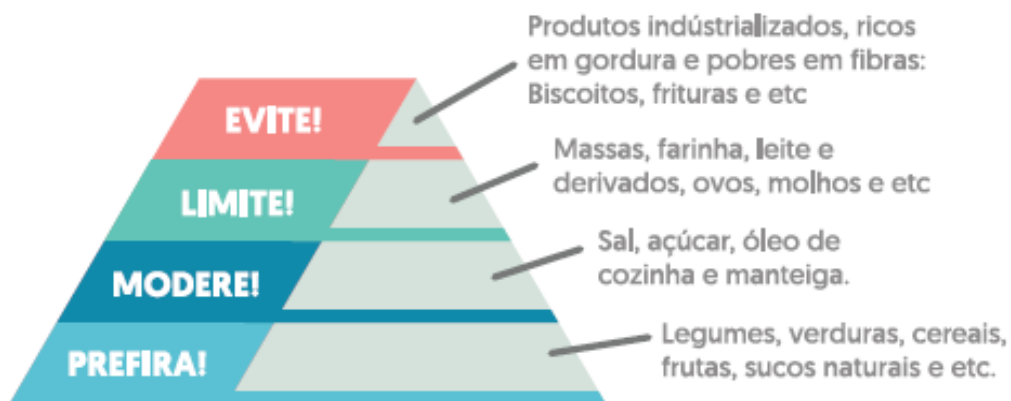 Produtos indústrializados, ricos
em gordura e pobres em fibras:
Biscoitos, frituras e etc
EVITE!
Massas, farinha, leite e
derivados, ovos, molhos e etc
LIMITE!
Sal, açúcar, óleo de
cozinha e manteiga.
MODERE!
Legumes, verduras, cereais,
frutas, sucos naturais e etc.
PREFIRA!